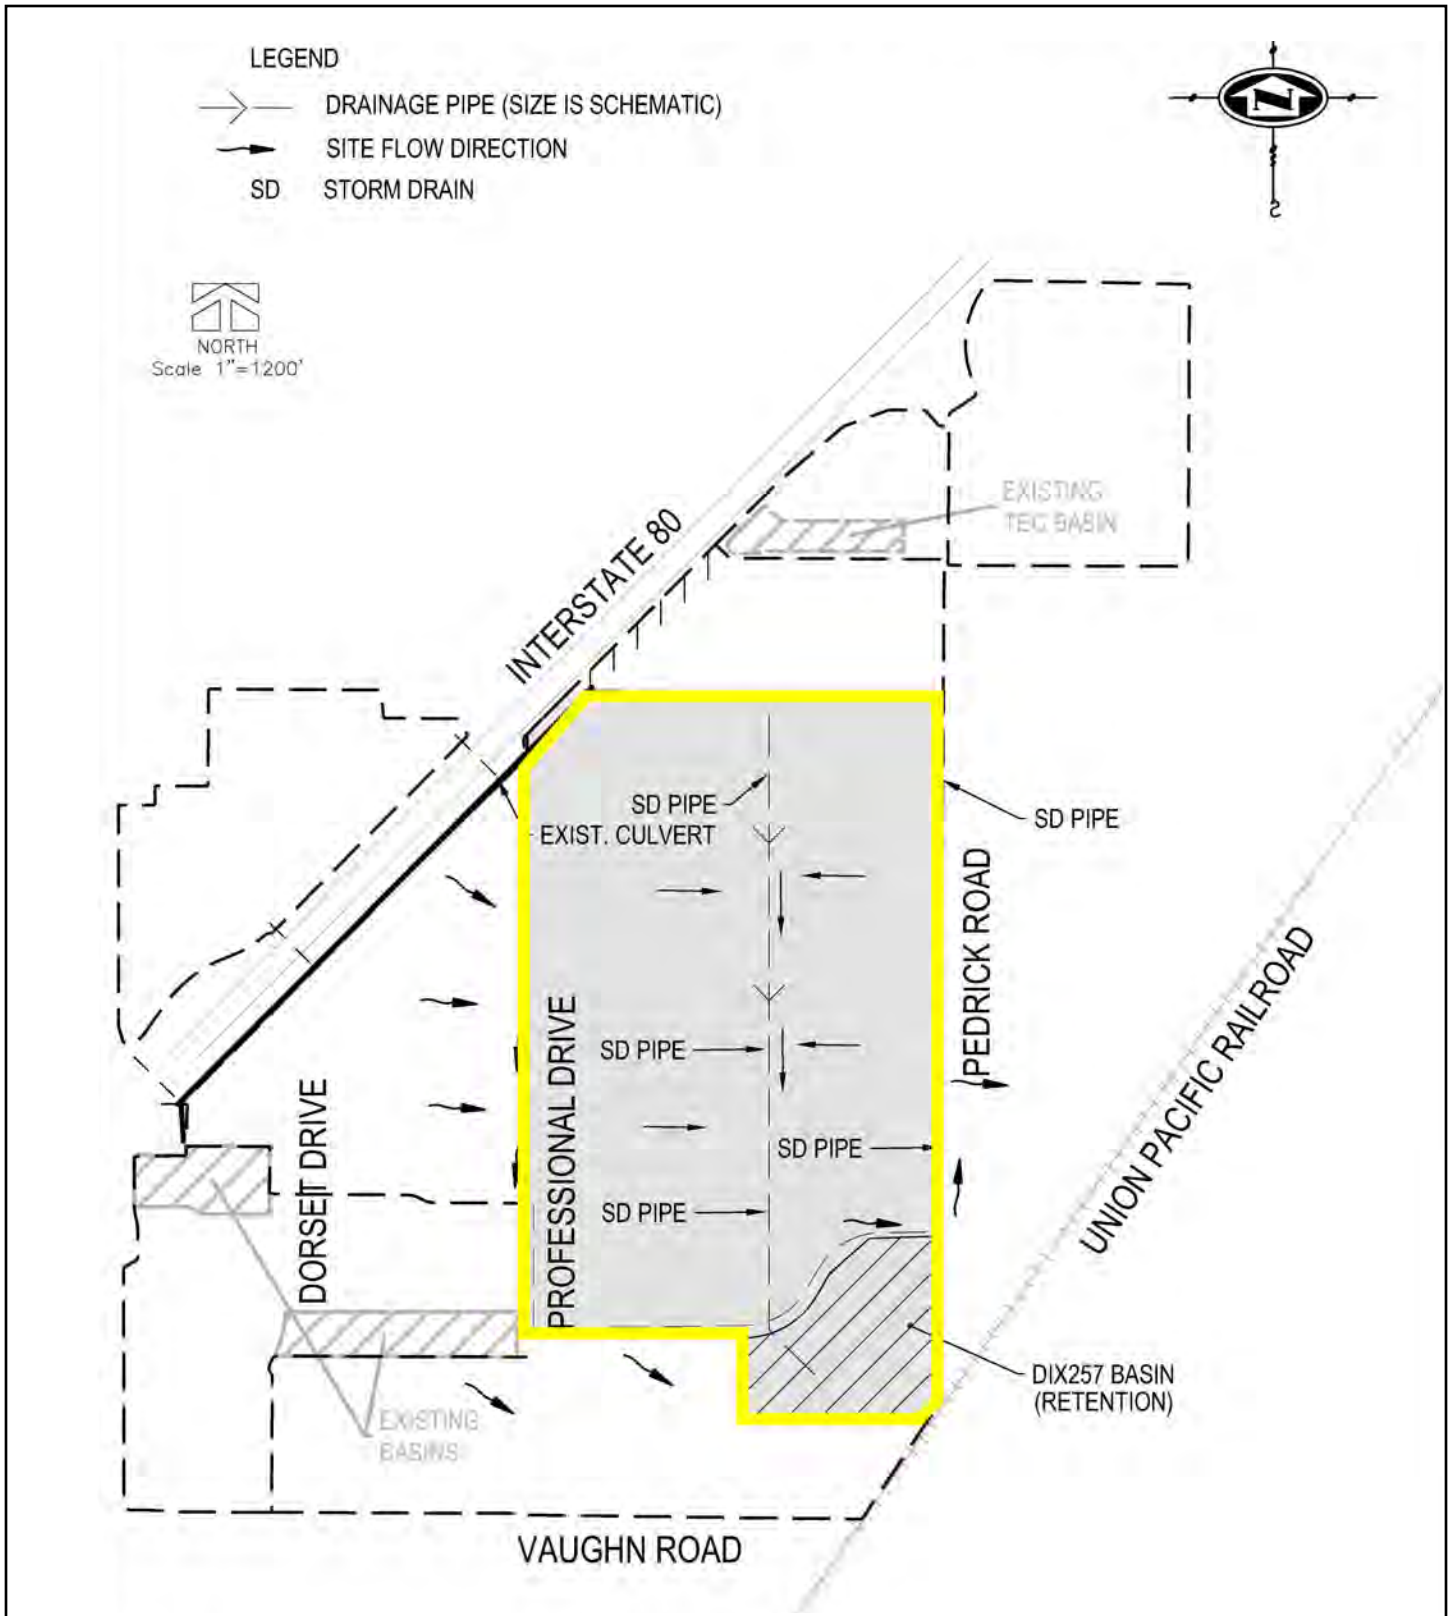 LEGEND
DRAINAGE PIPE (SIZE IS SCHEMATIC)
SITE FLOW DIRECTION
SD STORM DRAIN
N
S
NORTH
Scale 1"=1200'
EXISTING
TEC BASIN
INTERSTATE 80
SD PIPE
EXIST. CULVERT
SD PIPE
PEDRICK ROAD
UNION PACIFIC RAILROAD
PROFESSIONAL DRIVE
SD PIPE
DORSET DRIVE
SD PIPE
SD PIPE
DIX257 BASIN
(RETENTION)
EXISTING
BASINS
VAUGHN ROAD